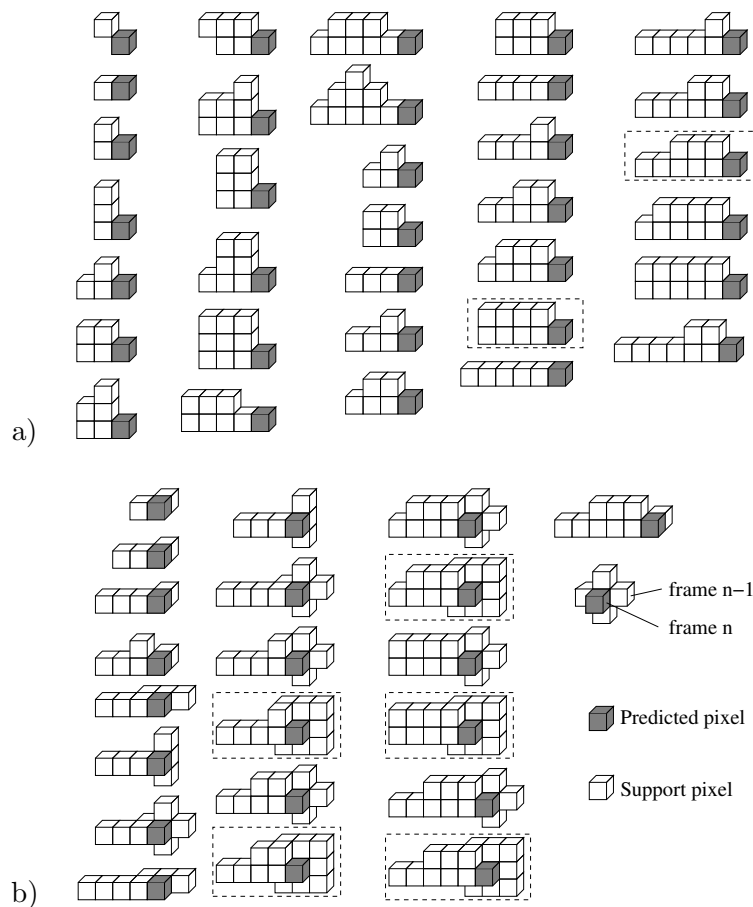 a)
frame n−1
frame n
Predicted pixel
Support pixel
b)